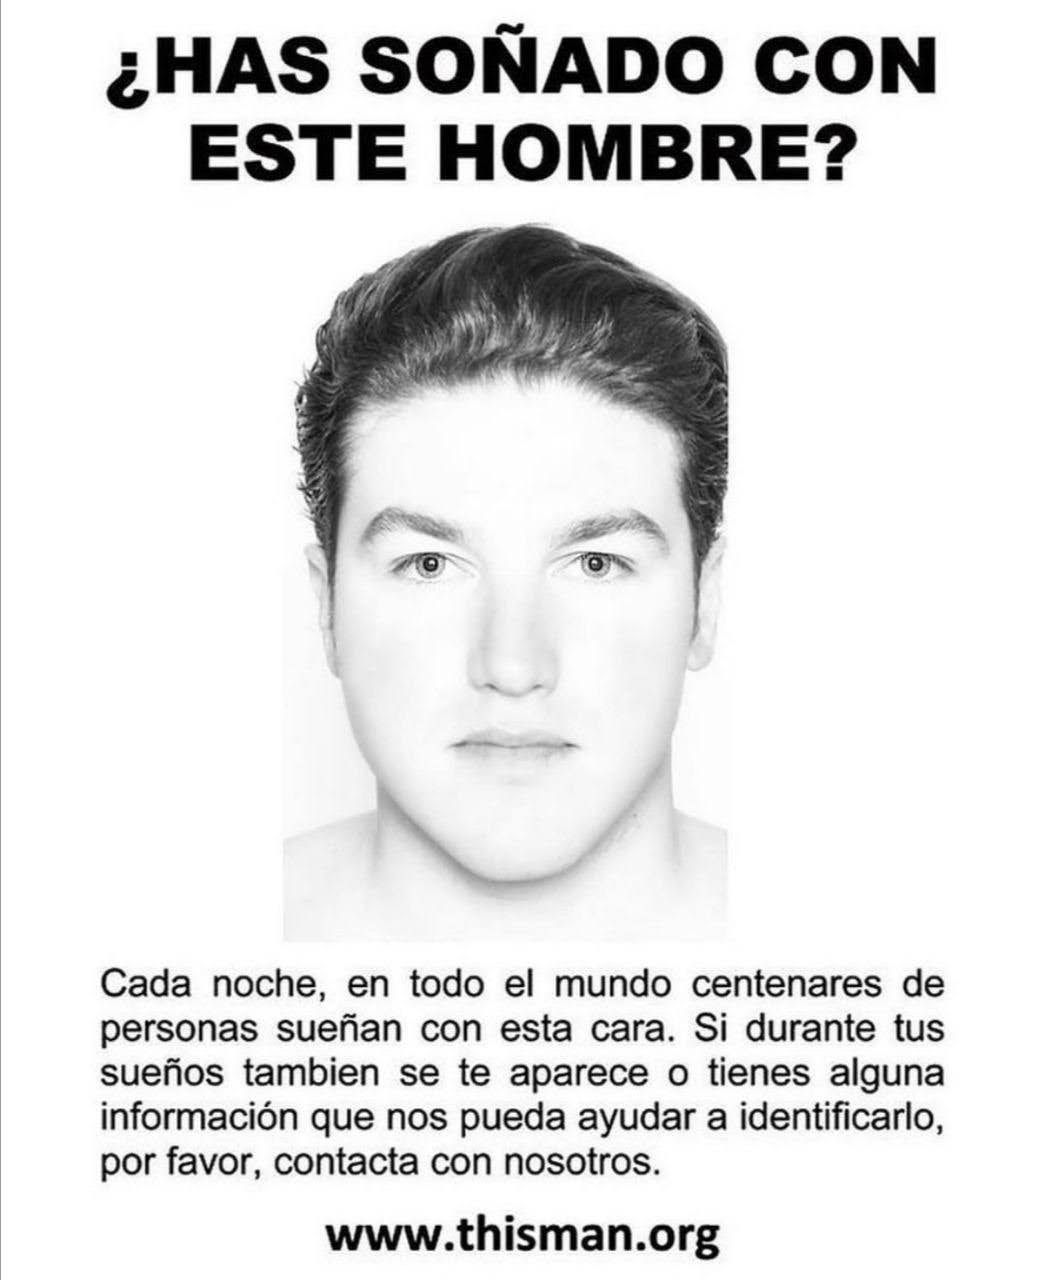 ¿HAS SOÑADO CON
ESTE HOMBRE?
Cada noche, en todo el mundo centenares de
personas sueñan con esta cara. Si durante tus
sueños tambien se te aparece o tienes alguna
información que nos pueda ayudar a identificarlo,
por favor, contacta con nosotros.
www.thisman.org